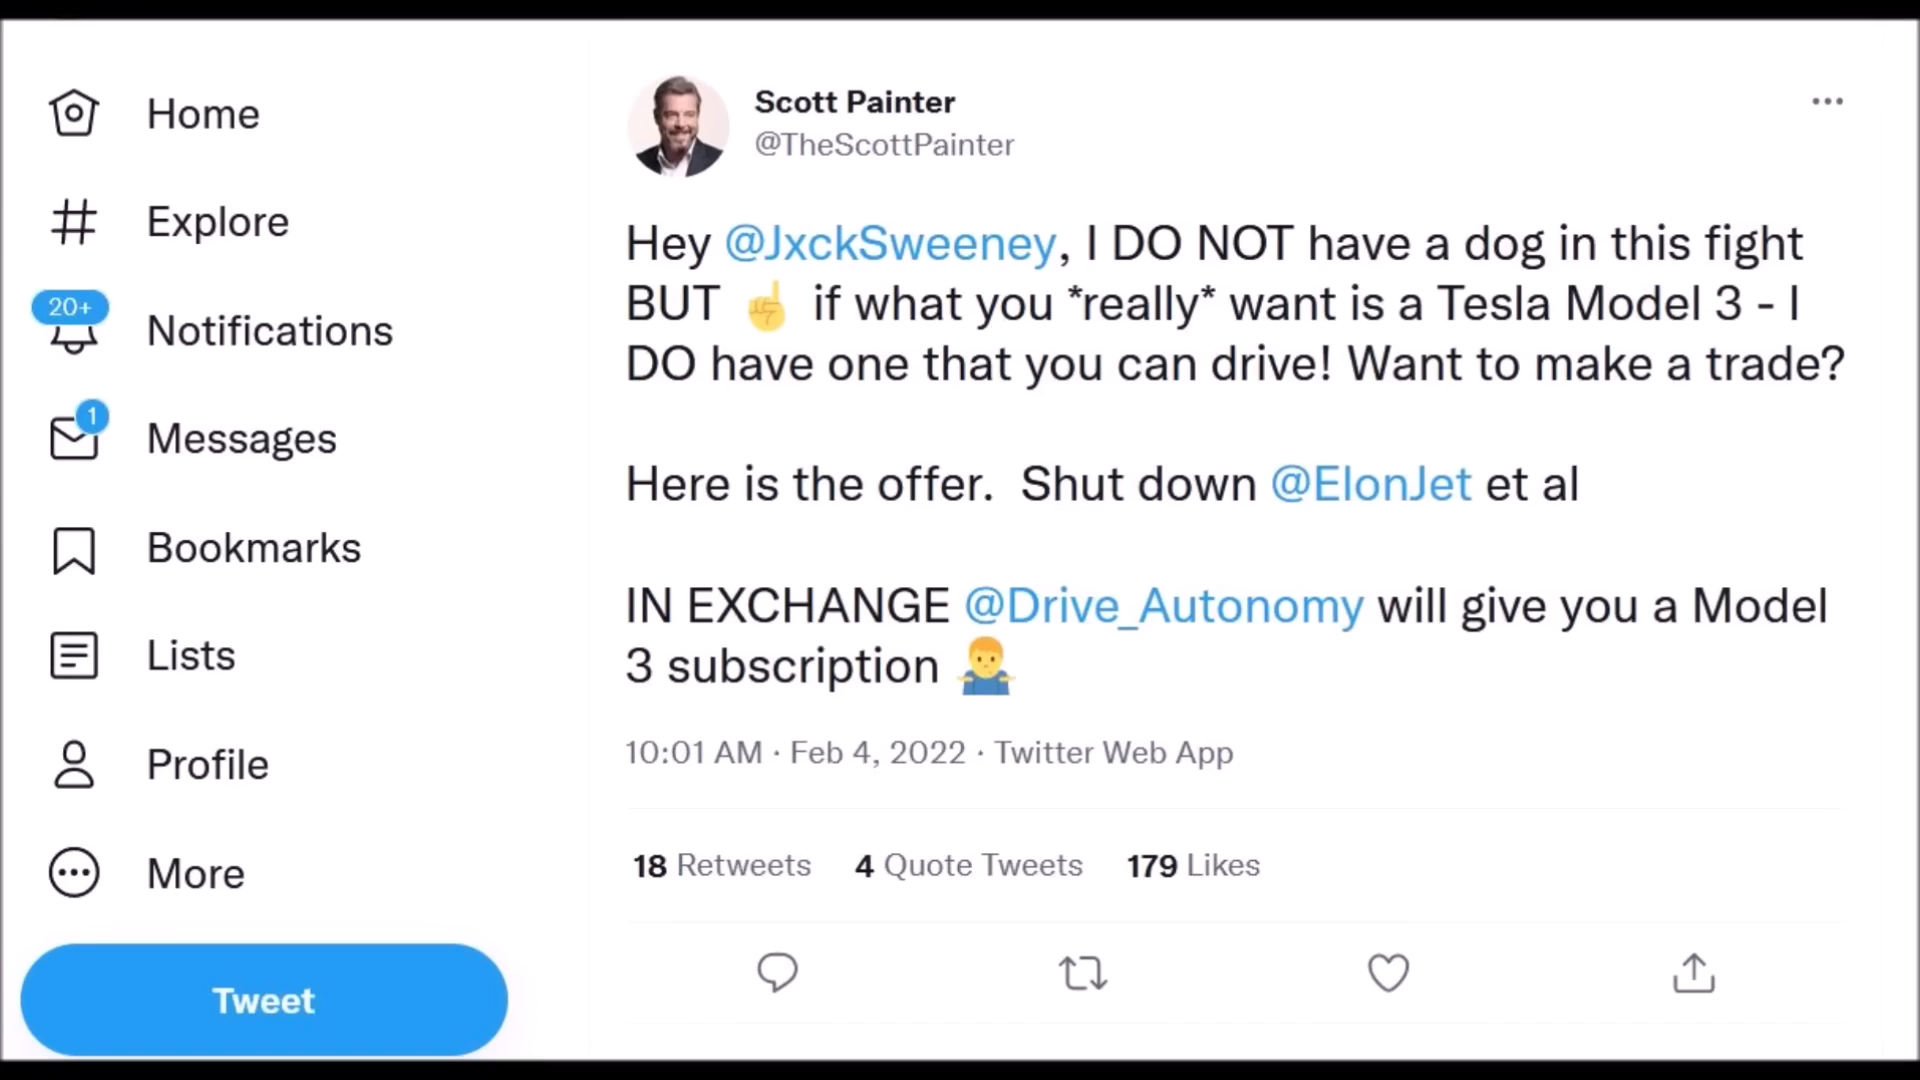 Home
Explore
20+
Notifications
1
Messages
Bookmarks
Lists
Profile
More
Tweet
Scott Painter
@TheScottPainter
Hey @JxckSweeney, I DO NOT have a dog in this fight
BUT ☝ if what you *really* want is a Tesla Model 3 - I
DO have one that you can drive! Want to make a trade?
Here is the offer.  Shut down @ElonJet et al
IN EXCHANGE @Drive_Autonomy will give you a Model
3 subscription 🤷‍♂️
10:01 AM · Feb 4, 2022 · Twitter Web App
18 Retweets 4 Quote Tweets 179 Likes